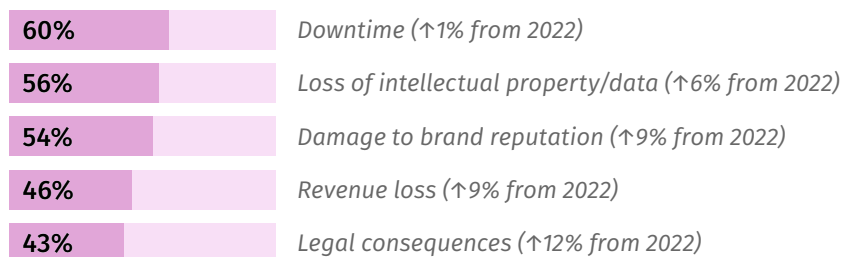 60% Downtime (↑1% from 2022)
56% Loss of intellectual property/data (↑6% from 2022)
54% Damage to brand reputation (↑9% from 2022)
46% Revenue loss (↑9% from 2022)
43% Legal consequences (↑12% from 2022)